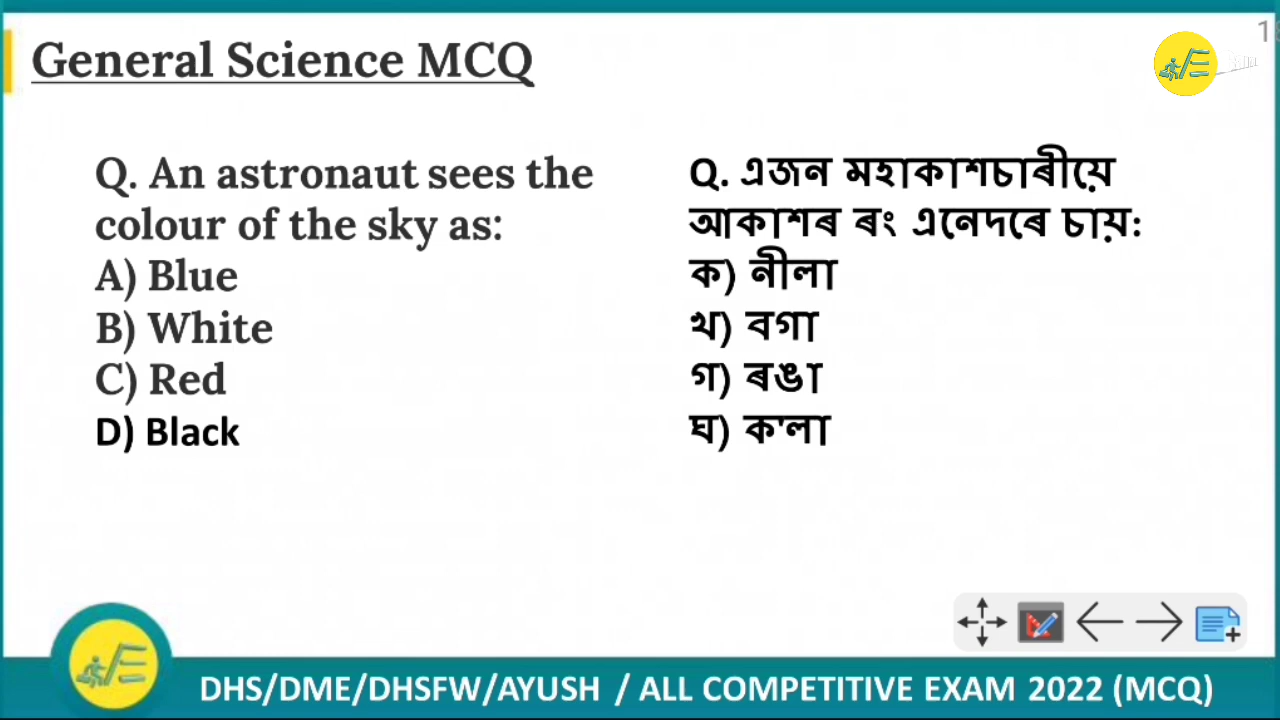 General Science MCQ
Q. An astronaut sees the
colour of the sky as:
A) Blue
B) White
C) Red
D) Black
Q. এজন মহাকাশচাৰীয়ে
আকাশৰ ৰং এনেদৰে চায়:
ক) নীলা
খ) বগা
গ) ৰঙা
ঘ) ক'লা
DHS/DME/DHSFW/AYUSH / ALL COMPETITIVE EXAM 2022 (MCQ)